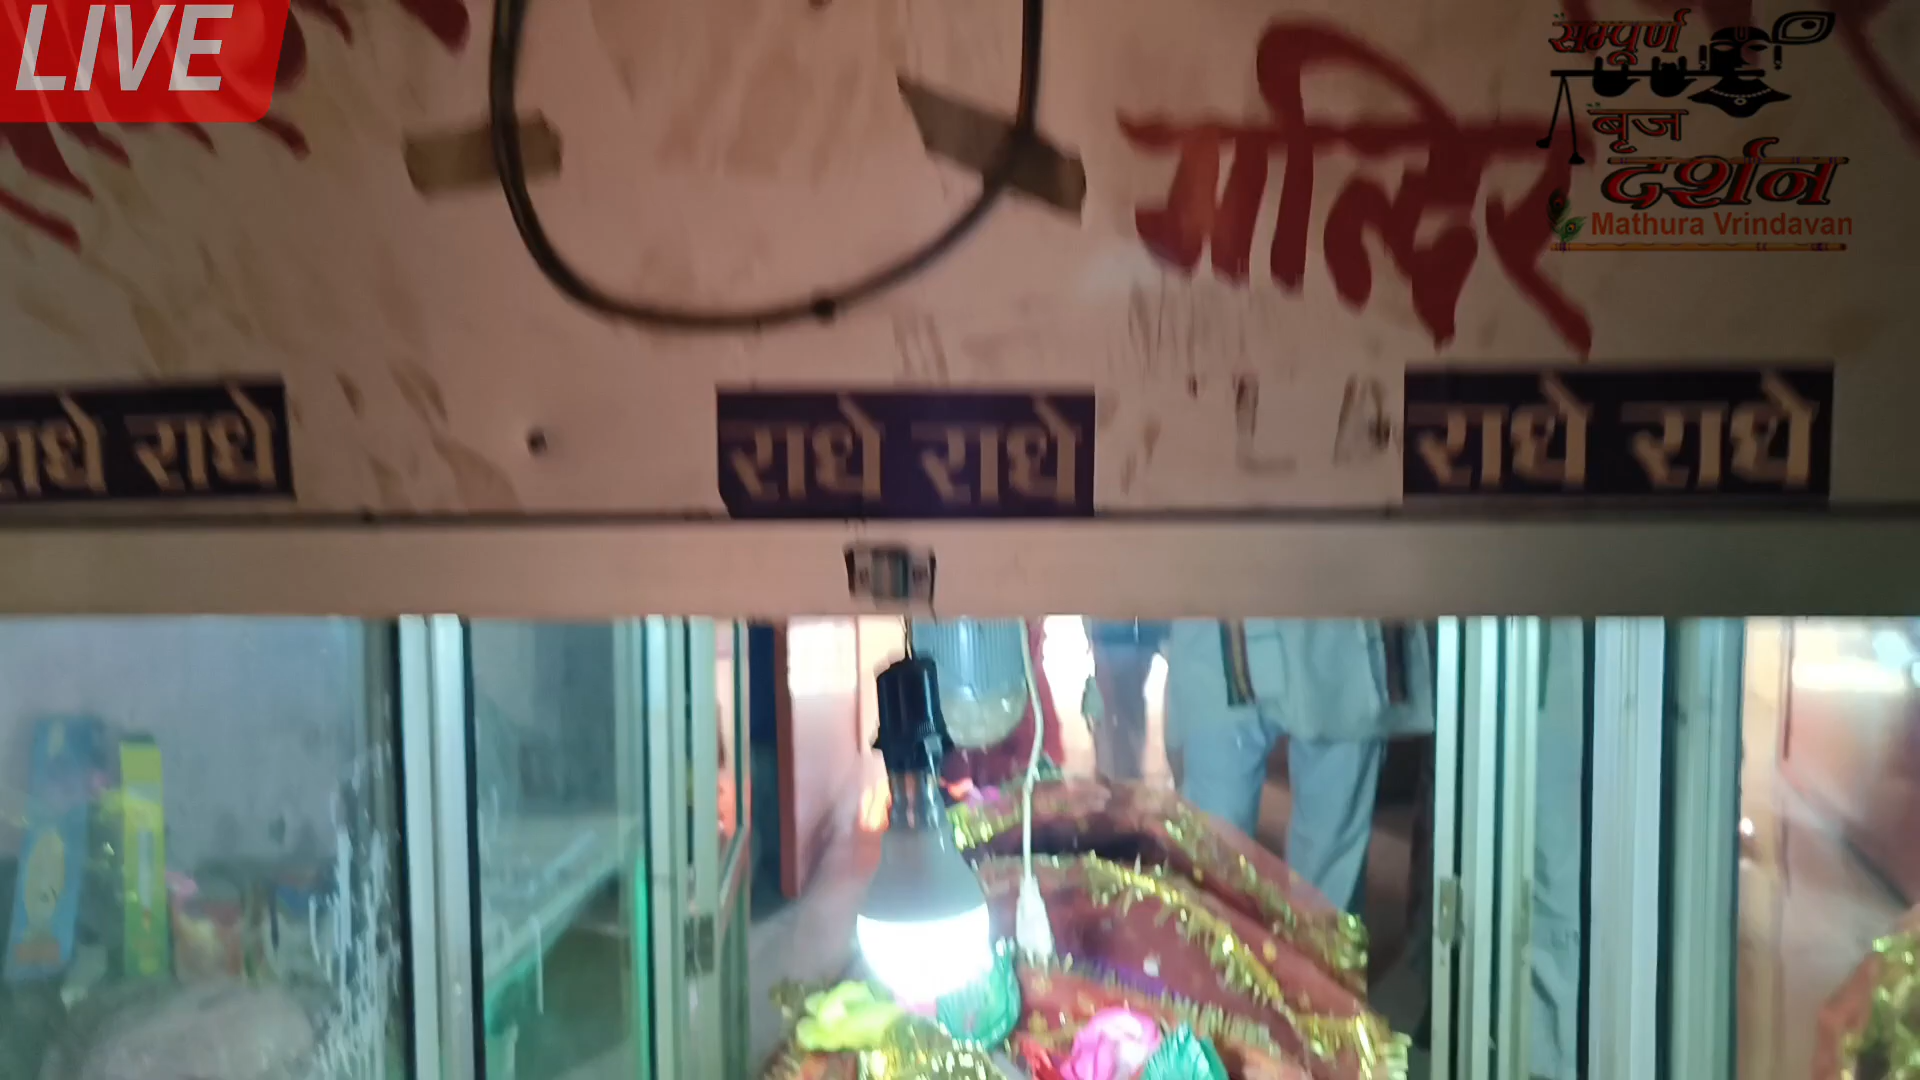 LIVE
सम्पूर्ण
बृज
दर्शन
Mathura Vrindavan
मन्दिर
राधे राधे
राधे राधे
राधे राधे